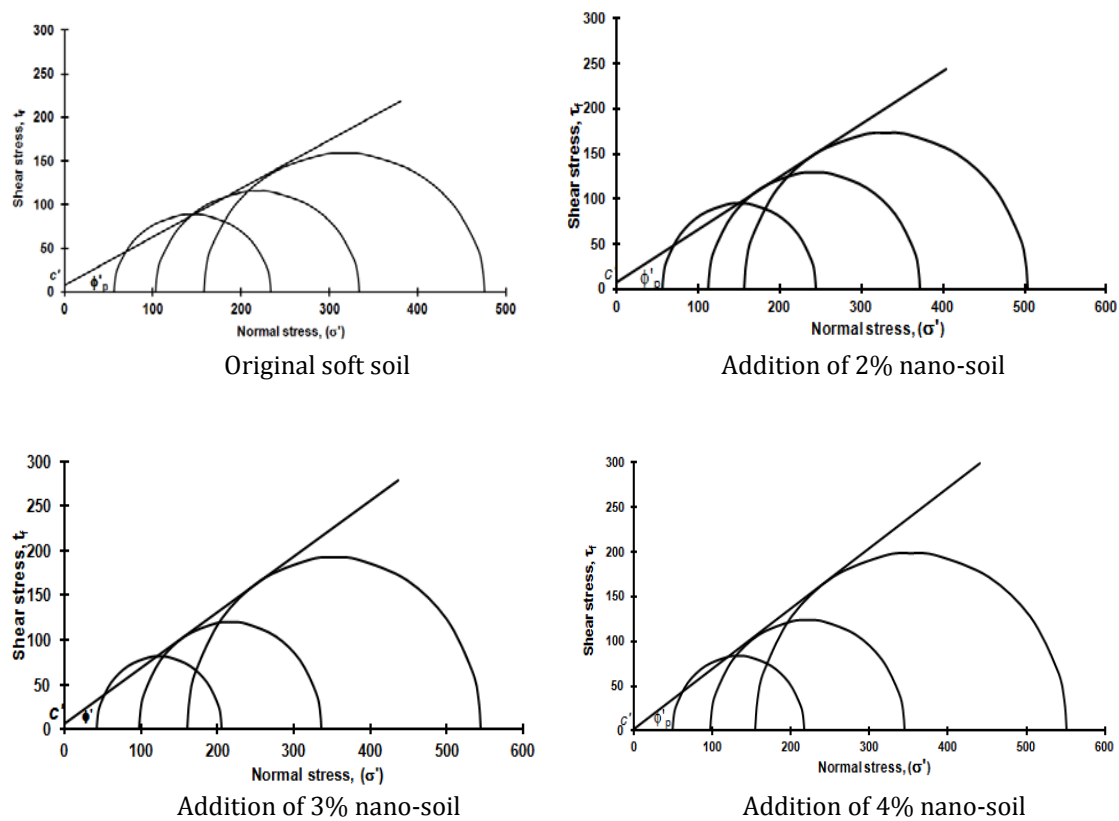 300
250
200
150
100
50
0
Shear stress, tf
c'
ϕ'p
0 100 200 300 400 500
Normal stress, (σ')
Original soft soil
300
250
200
150
100
50
0
Shear stress, τf
c
ϕ'p
0 100 200 300 400 500 600
Normal stress, (σ')
Addition of 2% nano-soil
300
250
200
150
100
50
0
Shear stress, tf
c'
ϕ'
0 100 200 300 400 500 600
Normal stress, (σ')
Addition of 3% nano-soil
300
250
200
150
100
50
0
Shear stress, τf
c'
ϕ'p
0 100 200 300 400 500 600
Normal stress, (σ')
Addition of 4% nano-soil